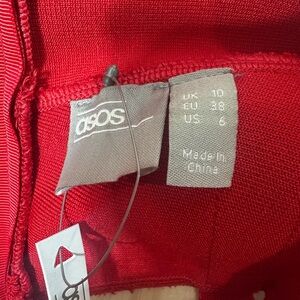 asos
UK 10
EU 38
US 6
Made In
China